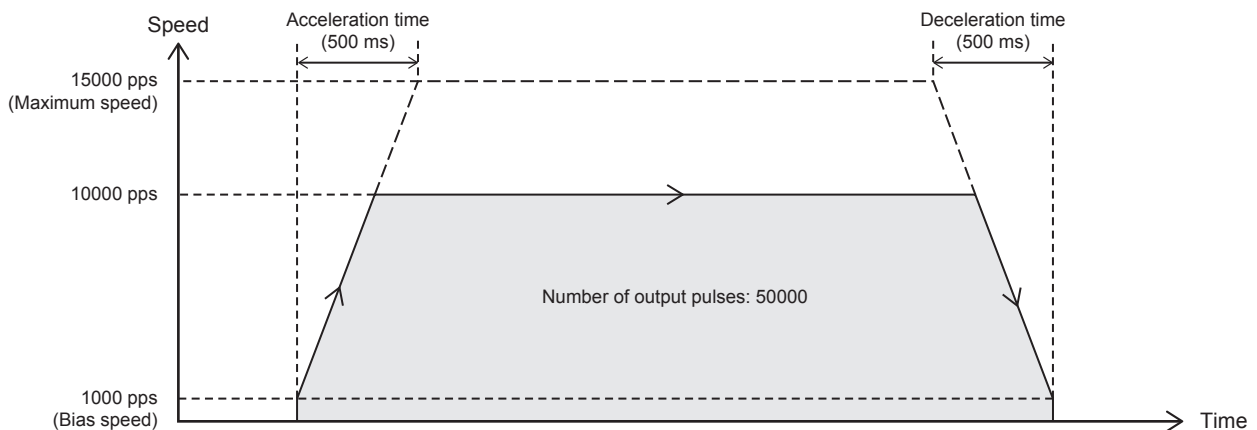 Speed
Acceleration time
(500 ms)
Deceleration time
(500 ms)
15000 pps
(Maximum speed)
10000 pps
Number of output pulses: 50000
1000 pps
(Bias speed)
Time